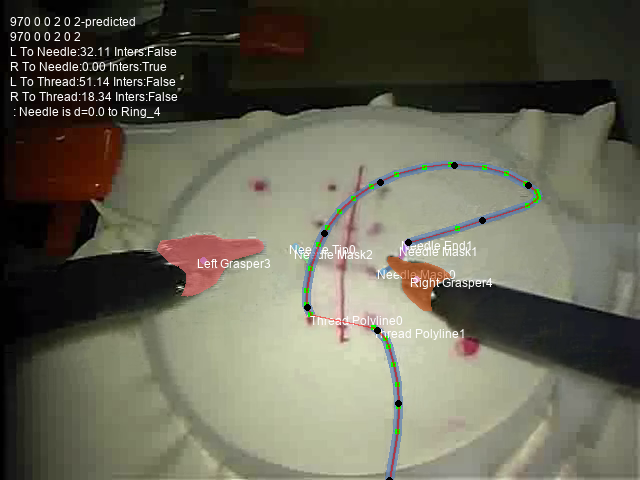 970 0 0 2 0 2-predicted
970 0 0 2 0 2
L To Needle:32.11 Inters:False
R To Needle:0.00 Inters:True
L To Thread:51.14 Inters:False
R To Thread:18.34 Inters:False
: Needle is d=0.0 to Ring_4
Needle Tip0
Needle End1
Needle Mask2
Needle Mask1
Left Grasper3
Needle Mask0
Right Grasper4
Thread Polyline0
Thread Polyline1